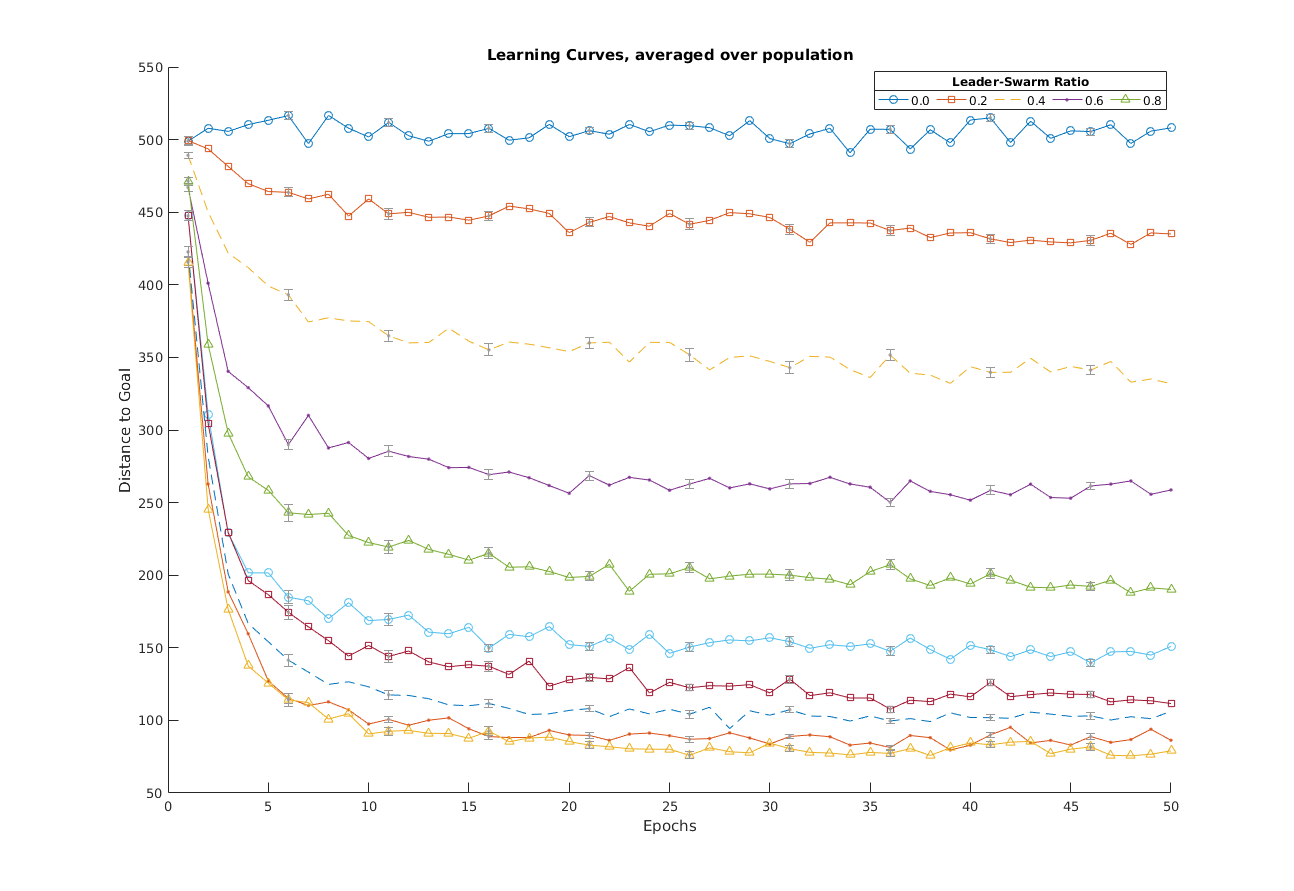 Learning Curves, averaged over population
Leader-Swarm Ratio
0.0 0.2 0.4 0.6 0.8
550
500
450
400
350
300
250
200
150
100
50
Distance to Goal
0 5 10 15 20 25 30 35 40 45 50
Epochs